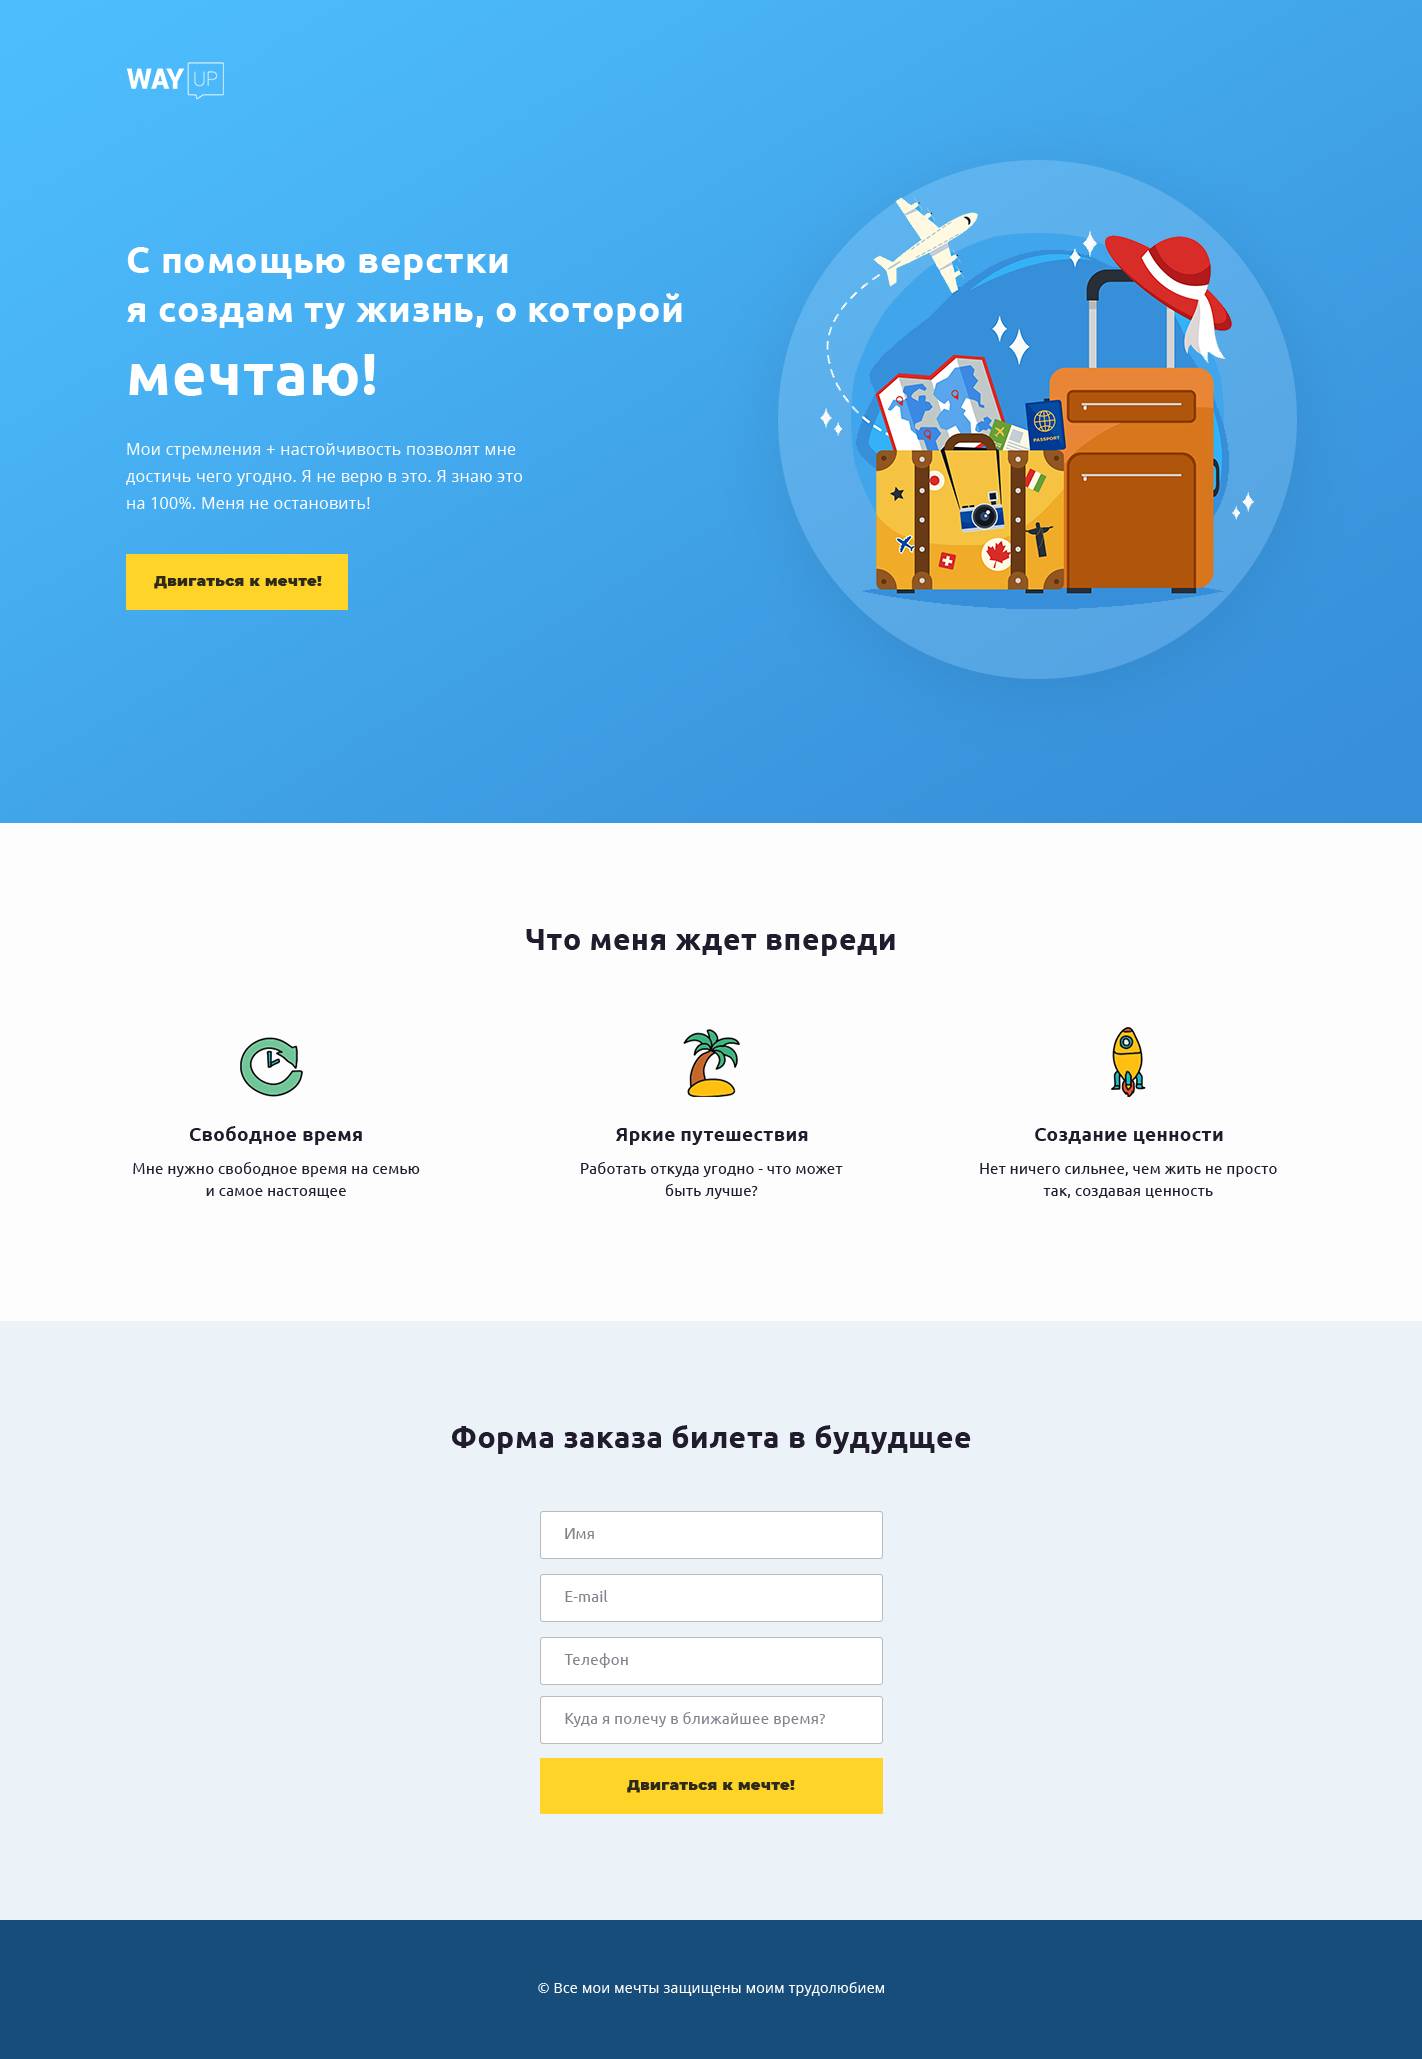 WAY UP
С помощью верстки
я создам ту жизнь, о которой
мечтаю!
Мои стремления + настойчивость позволят мне
достичь чего угодно. Я не верю в это. Я знаю это
на 100%. Меня не остановить!
Двигаться к мечте!
PASSPORT
Что меня ждет впереди
Свободное время
Мне нужно свободное время на семью
и самое настоящее
Яркие путешествия
Работать откуда угодно - что может
быть лучше?
Создание ценности
Нет ничего сильнее, чем жить не просто
так, создавая ценность
Форма заказа билета в будудщее
Имя
E-mail
Телефон
Куда я полечу в ближайшее время?
Двигаться к мечте!
© Все мои мечты защищены моим трудолюбием